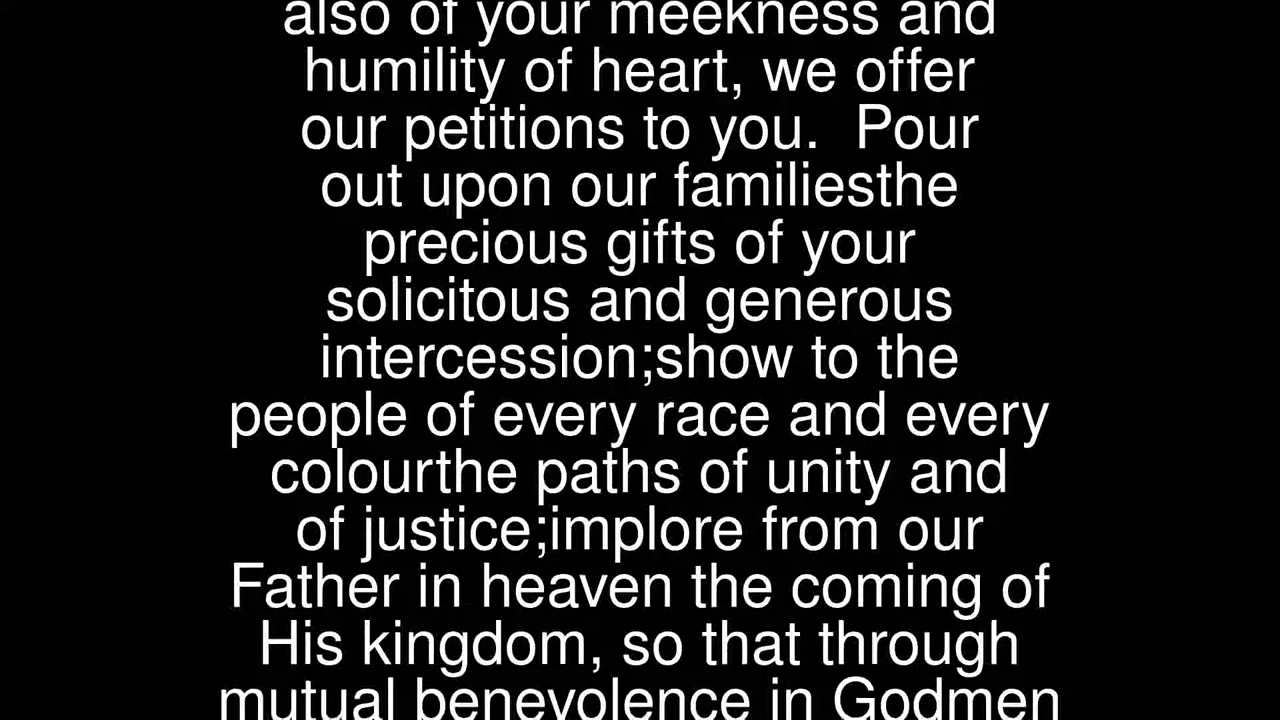 also of your meekness and
humility of heart, we offer
our petitions to you.  Pour
out upon our familiesthe
precious gifts of your
solicitous and generous
intercession;show to the
people of every race and every
colourthe paths of unity and
of justice;implore from our
Father in heaven the coming of
His kingdom, so that through
mutual benevolence in Godmen